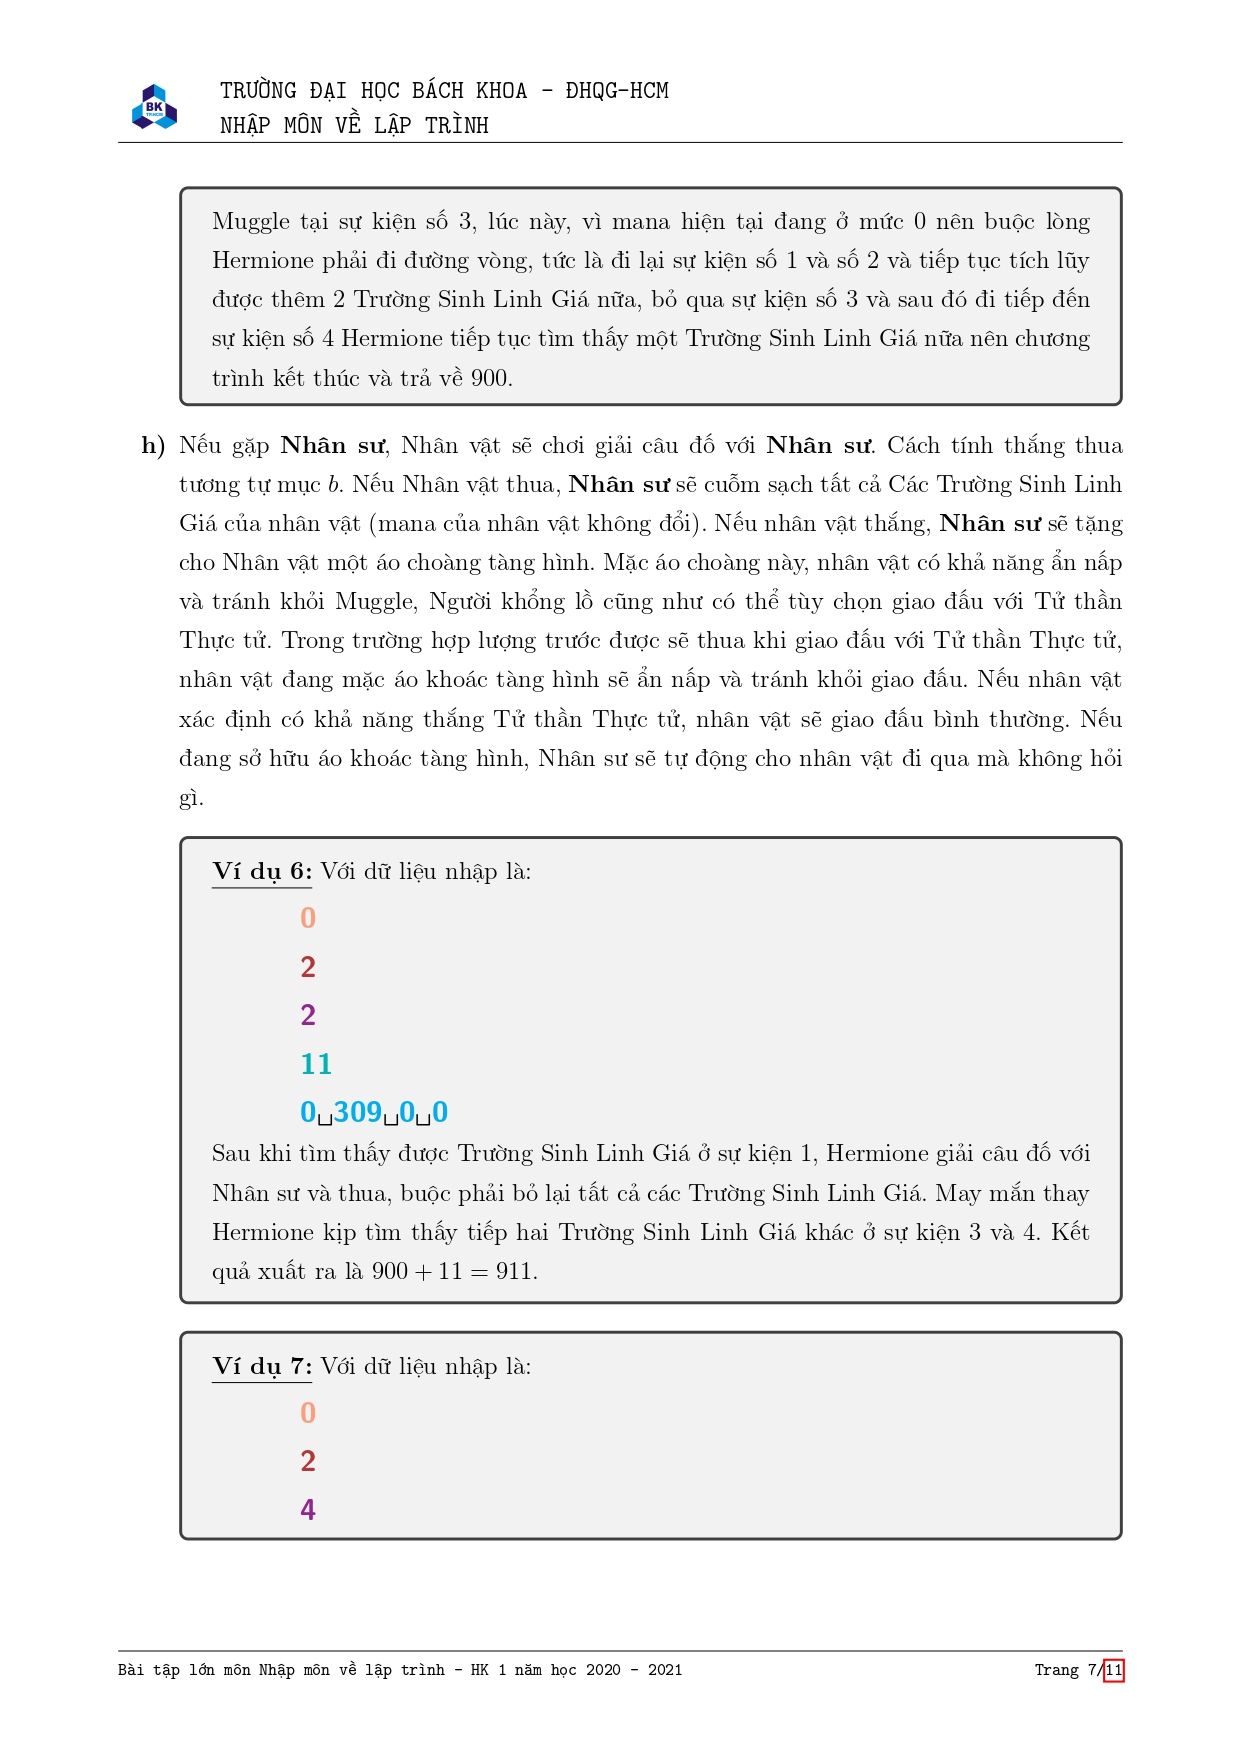 BK
TP.HCM
TRƯỜNG ĐẠI HỌC BÁCH KHOA - ĐHQG-HCM
NHẬP MÔN VỀ LẬP TRÌNH
Muggle tại sự kiện số 3, lúc này, vì mana hiện tại đang ở mức 0 nên buộc lòng
Hermione phải đi đường vòng, tức là đi lại sự kiện số 1 và số 2 và tiếp tục tích lũy
được thêm 2 Trường Sinh Linh Giá nữa, bỏ qua sự kiện số 3 và sau đó đi tiếp đến
sự kiện số 4 Hermione tiếp tục tìm thấy một Trường Sinh Linh Giá nữa nên chương
trình kết thúc và trả về 900.
h) Nếu gặp Nhân sư, Nhân vật sẽ chơi giải câu đố với Nhân sư. Cách tính thắng thua
tương tự mục b. Nếu Nhân vật thua, Nhân sư sẽ cuỗm sạch tất cả Các Trường Sinh Linh
Giá của nhân vật (mana của nhân vật không đổi). Nếu nhân vật thắng, Nhân sư sẽ tặng
cho Nhân vật một áo choàng tàng hình. Mặc áo choàng này, nhân vật có khả năng ẩn nấp
và tránh khỏi Muggle, Người khổng lồ cũng như có thể tùy chọn giao đấu với Tử thần
Thực tử. Trong trường hợp lượng trước được sẽ thua khi giao đấu với Tử thần Thực tử,
nhân vật đang mặc áo khoác tàng hình sẽ ẩn nấp và tránh khỏi giao đấu. Nếu nhân vật
xác định có khả năng thắng Tử thần Thực tử, nhân vật sẽ giao đấu bình thường. Nếu
đang sở hữu áo khoác tàng hình, Nhân sư sẽ tự động cho nhân vật đi qua mà không hỏi
gì.
Ví dụ 6: Với dữ liệu nhập là:
0
2
2
11
0␣309␣0␣0
Sau khi tìm thấy được Trường Sinh Linh Giá ở sự kiện 1, Hermione giải câu đố với
Nhân sư và thua, buộc phải bỏ lại tất cả các Trường Sinh Linh Giá. May mắn thay
Hermione kịp tìm thấy tiếp hai Trường Sinh Linh Giá khác ở sự kiện 3 và 4. Kết
quả xuất ra là 900 + 11 = 911.
Ví dụ 7: Với dữ liệu nhập là:
0
2
4
Bài tập lớn môn Nhập môn về lập trình - HK 1 năm học 2020 - 2021 Trang 7/11